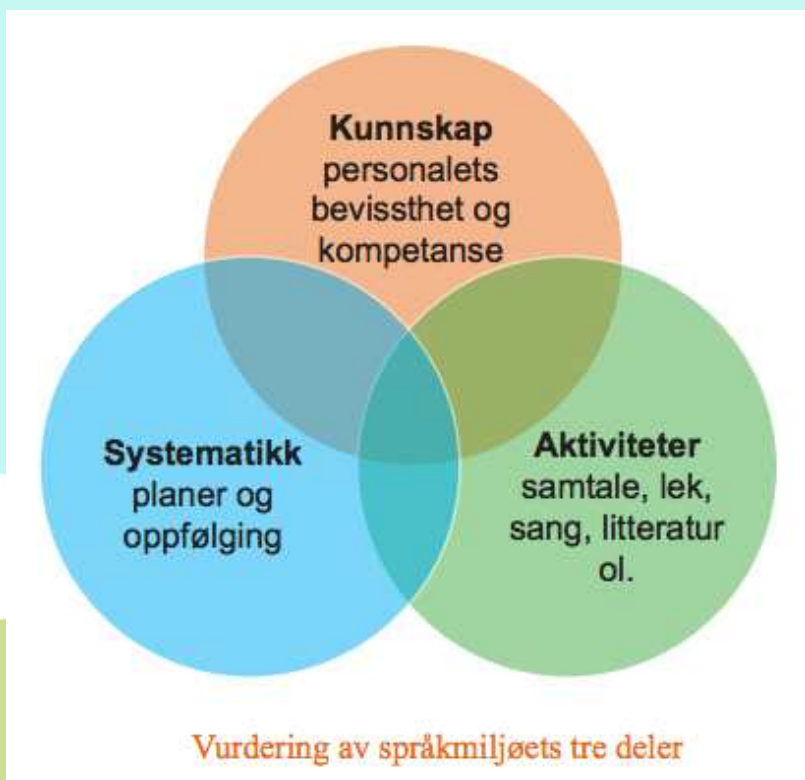 Kunnskap
personalets
bevissthet og
kompetanse
Systematikk
planer og
oppfølging
Aktiviteter
samtale, lek,
sang, litteratur
ol.
Vurdering av språkmiljøets tre deler